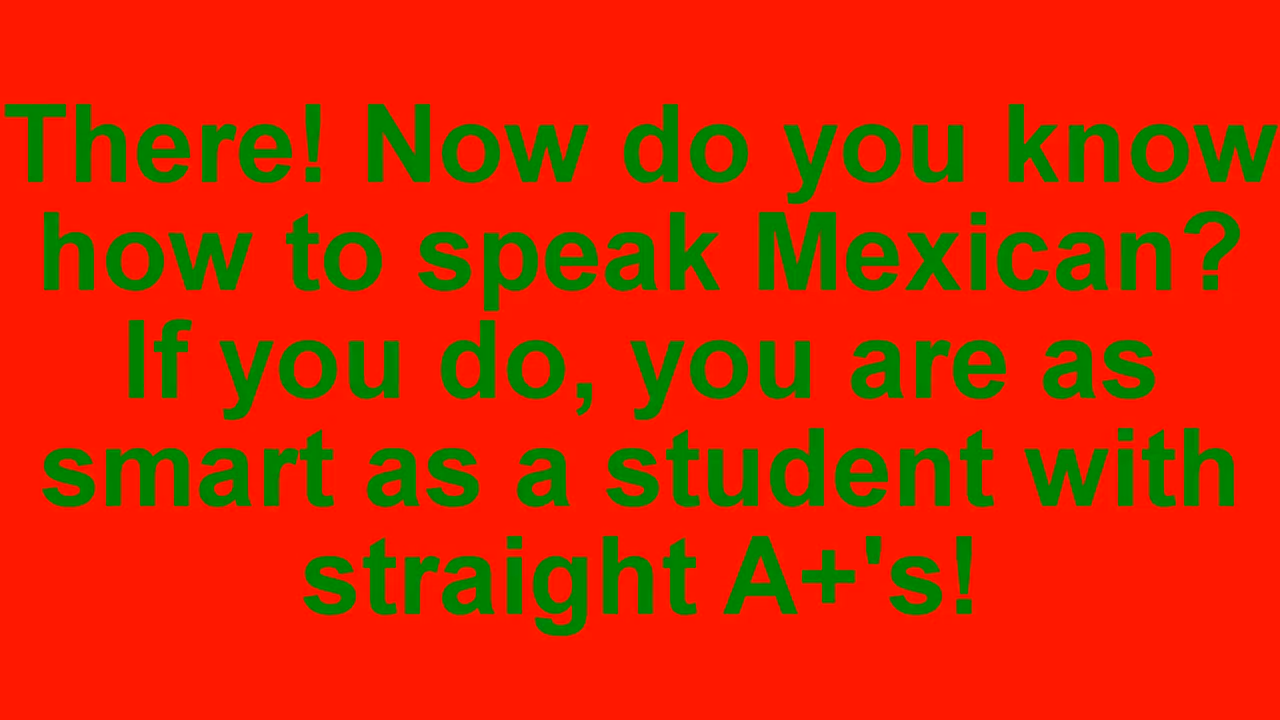 There! Now do you know
how to speak Mexican?
If you do, you are as
smart as a student with
straight A+'s!